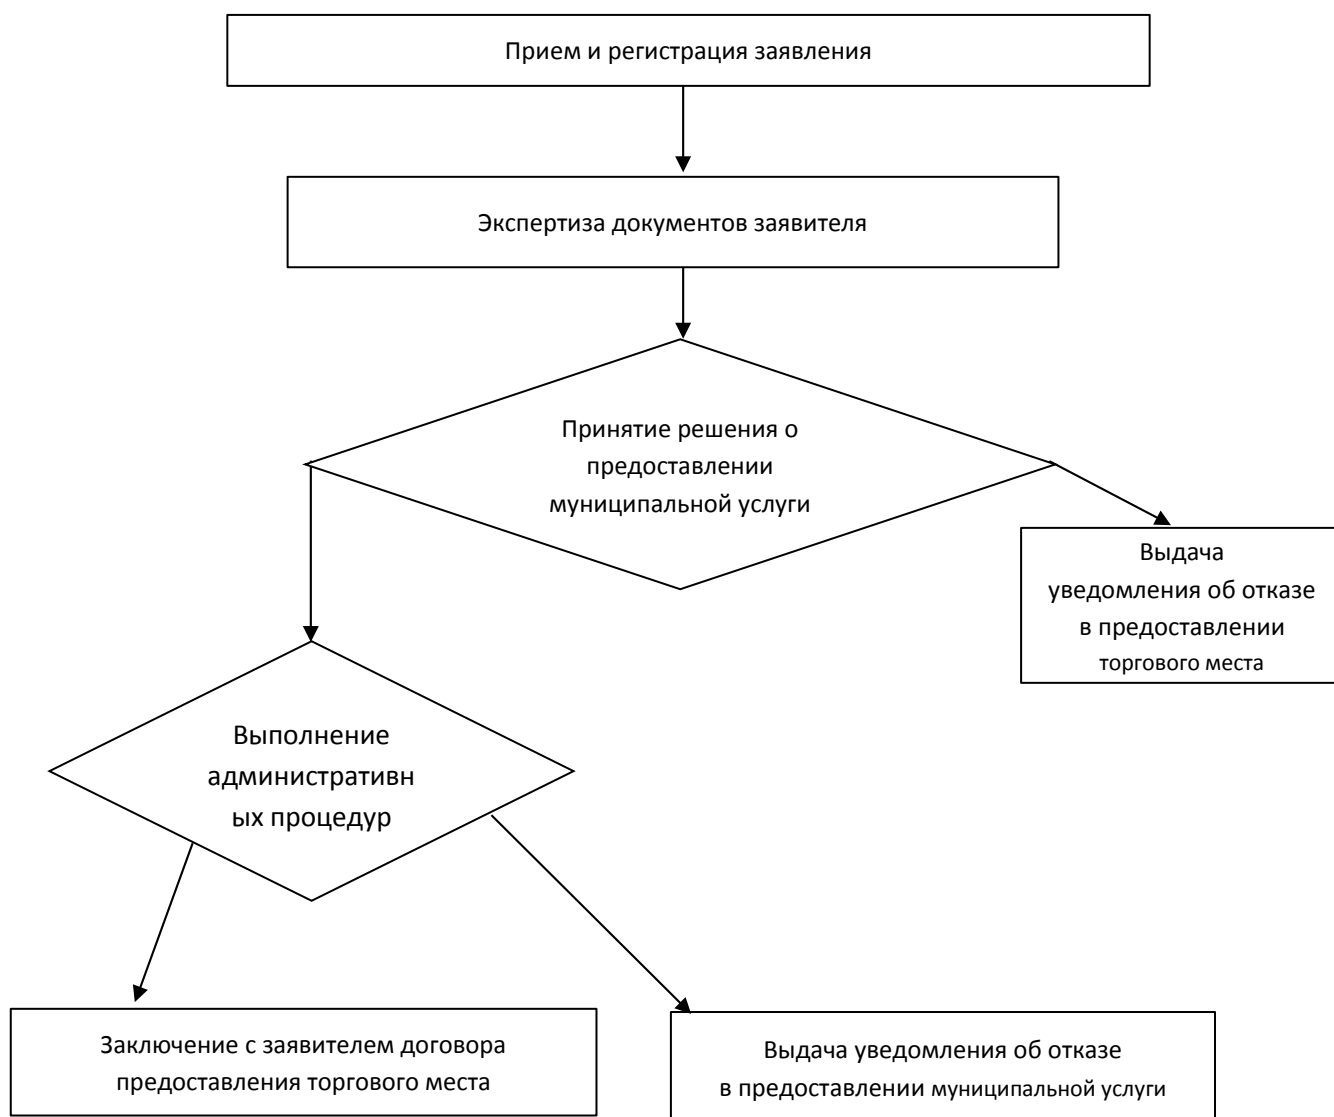 Прием и регистрация заявления
Экспертиза документов заявителя
Принятие решения о
предоставлении
муниципальной услуги
Выдача
уведомления об отказе
в предоставлении
торгового места
Выполнение
административн
ых процедур
Заключение с заявителем договора
предоставления торгового места
Выдача уведомления об отказе
в предоставлении муниципальной услуги